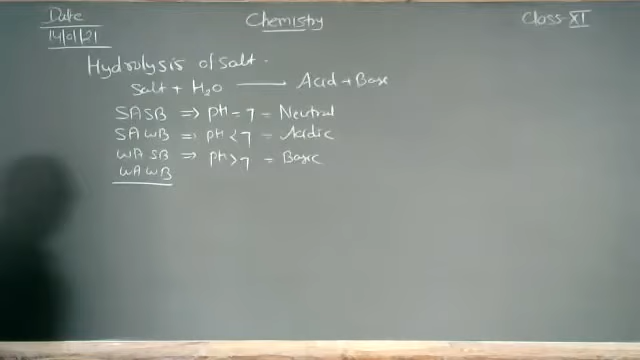 Date Chemistry Class XI
14/01/21
Hydrolysis of salt.
Salt + H2O ⟶ Acid + Base
SASB ⇒ pH = 7 = Neutral
SAWB ⇒ pH < 7 = Acidic
WASB ⇒ pH > 7 = Basic
WAWB